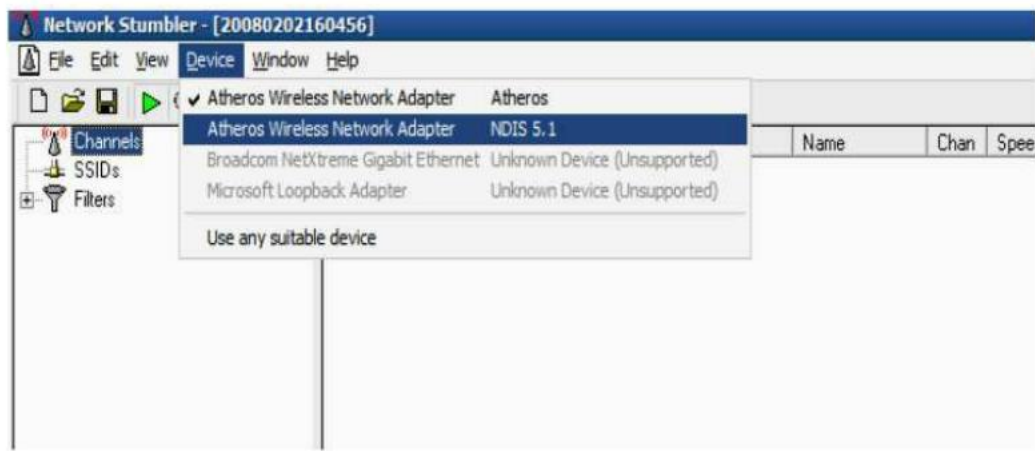 Network Stumbler - [20080202160456]
File Edit View Device Window Help
Atheros Wireless Network Adapter Atheros
Atheros Wireless Network Adapter NDIS 5.1
Broadcom NetXtreme Gigabit Ethernet Unknown Device (Unsupported)
Microsoft Loopback Adapter Unknown Device (Unsupported)
Use any suitable device
Channels
SSIDs
Filters
Name Chan Spee